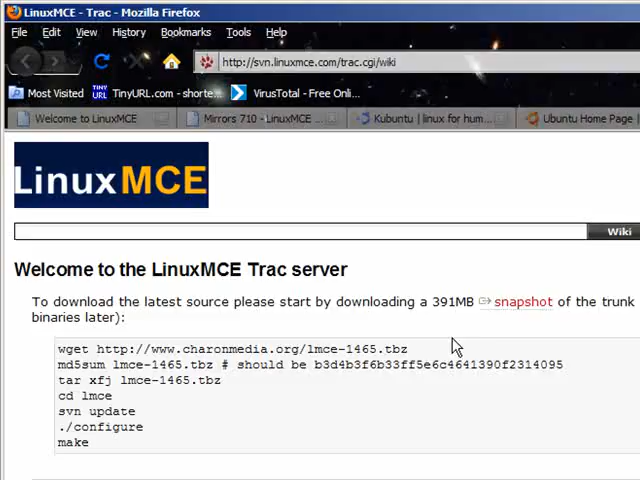 LinuxMCE - Trac - Mozilla Firefox
File Edit View History Bookmarks Tools Help
http://svn.linuxmce.com/trac.cgi/wiki
Most Visited TINY URL TinyURL.com - shorte... VirusTotal - Free Onli...
Welcome to LinuxMCE Mirrors 710 - LinuxMCE ... Kubuntu | linux for hum... Ubuntu Home Page |
LinuxMCE
Wiki
Welcome to the LinuxMCE Trac server
To download the latest source please start by downloading a 391MB snapshot of the trunk
binaries later):
wget http://www.charonmedia.org/lmce-1465.tbz
md5sum lmce-1465.tbz # should be b3d4b3f6b33ff5e6c4641390f2314095
tar xfj lmce-1465.tbz
cd lmce
svn update
./configure
make